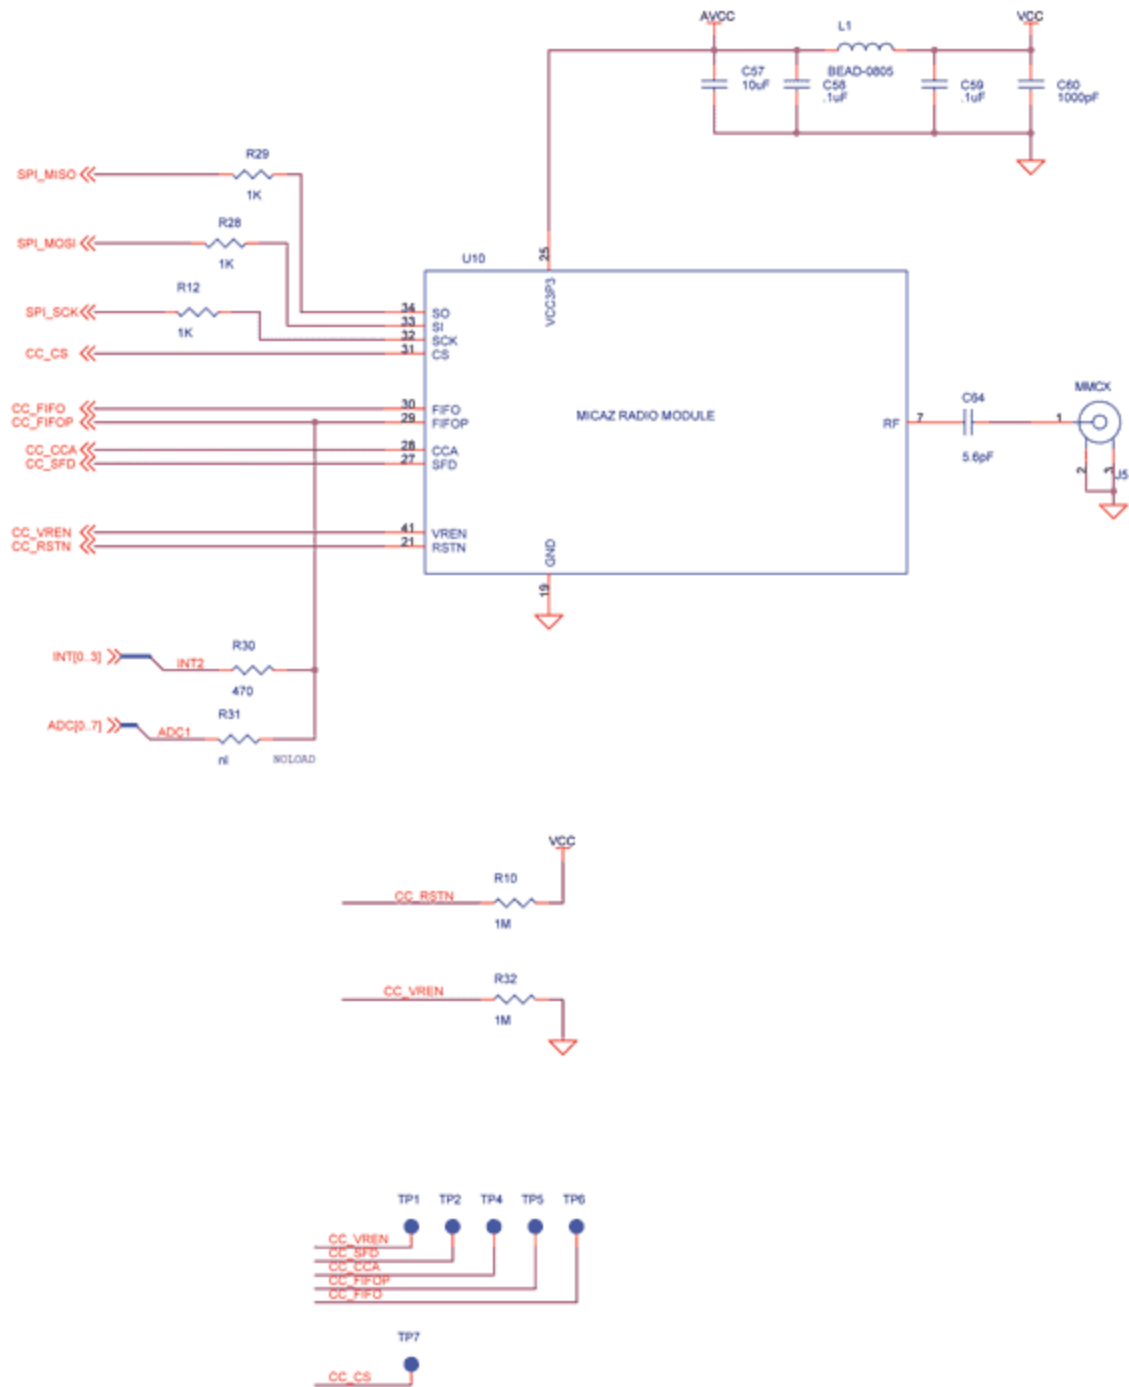 AVCC
VCC
L1
BEAD-0805
C57
10uF
C58
.1uF
C59
.1uF
C60
1000pF
R29
SPI_MISO
1K
R28
SPI_MOSI
1K
R12
SPI_SCK
1K
CC_CS
CC_FIFO
CC_FIFOP
CC_CCA
CC_SFD
CC_VREN
CC_RSTN
U10
25
VCC3P3
34 SO
33 SI
32 SCK
31 CS
30 FIFO
29 FIFOP
28 CCA
27 SFD
41 VREN
21 RSTN
MICAZ RADIO MODULE
RF 7
GND
19
C64
5.6pF
MMCX
1
2
3
J5
INT[0..3]
INT2
R30
470
ADC[0..7]
ADC1
R31
nl
NOLOAD
VCC
CC_RSTN
R10
1M
CC_VREN
R32
1M
TP1 TP2 TP4 TP5 TP6
CC_VREN
CC_SFD
CC_CCA
CC_FIFOP
CC_FIFO
TP7
CC_CS